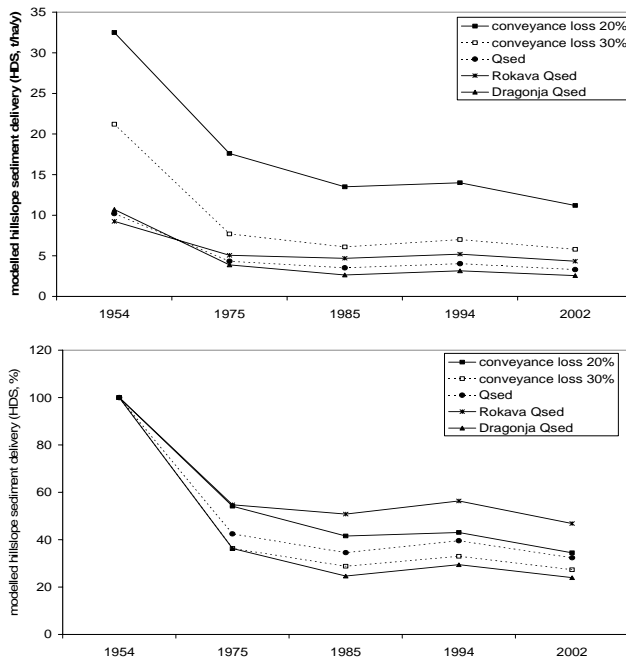 modelled hillslope sediment delivery (HDS, t/ha/y)
35
30
25
20
15
10
5
0
conveyance loss 20%
conveyance loss 30%
Qsed
Rokava Qsed
Dragonja Qsed
1954 1975 1985 1994 2002
modelled hillslope sediment delivery (HDS, %)
120
100
80
60
40
20
0
conveyance loss 20%
conveyance loss 30%
Qsed
Rokava Qsed
Dragonja Qsed
1954 1975 1985 1994 2002